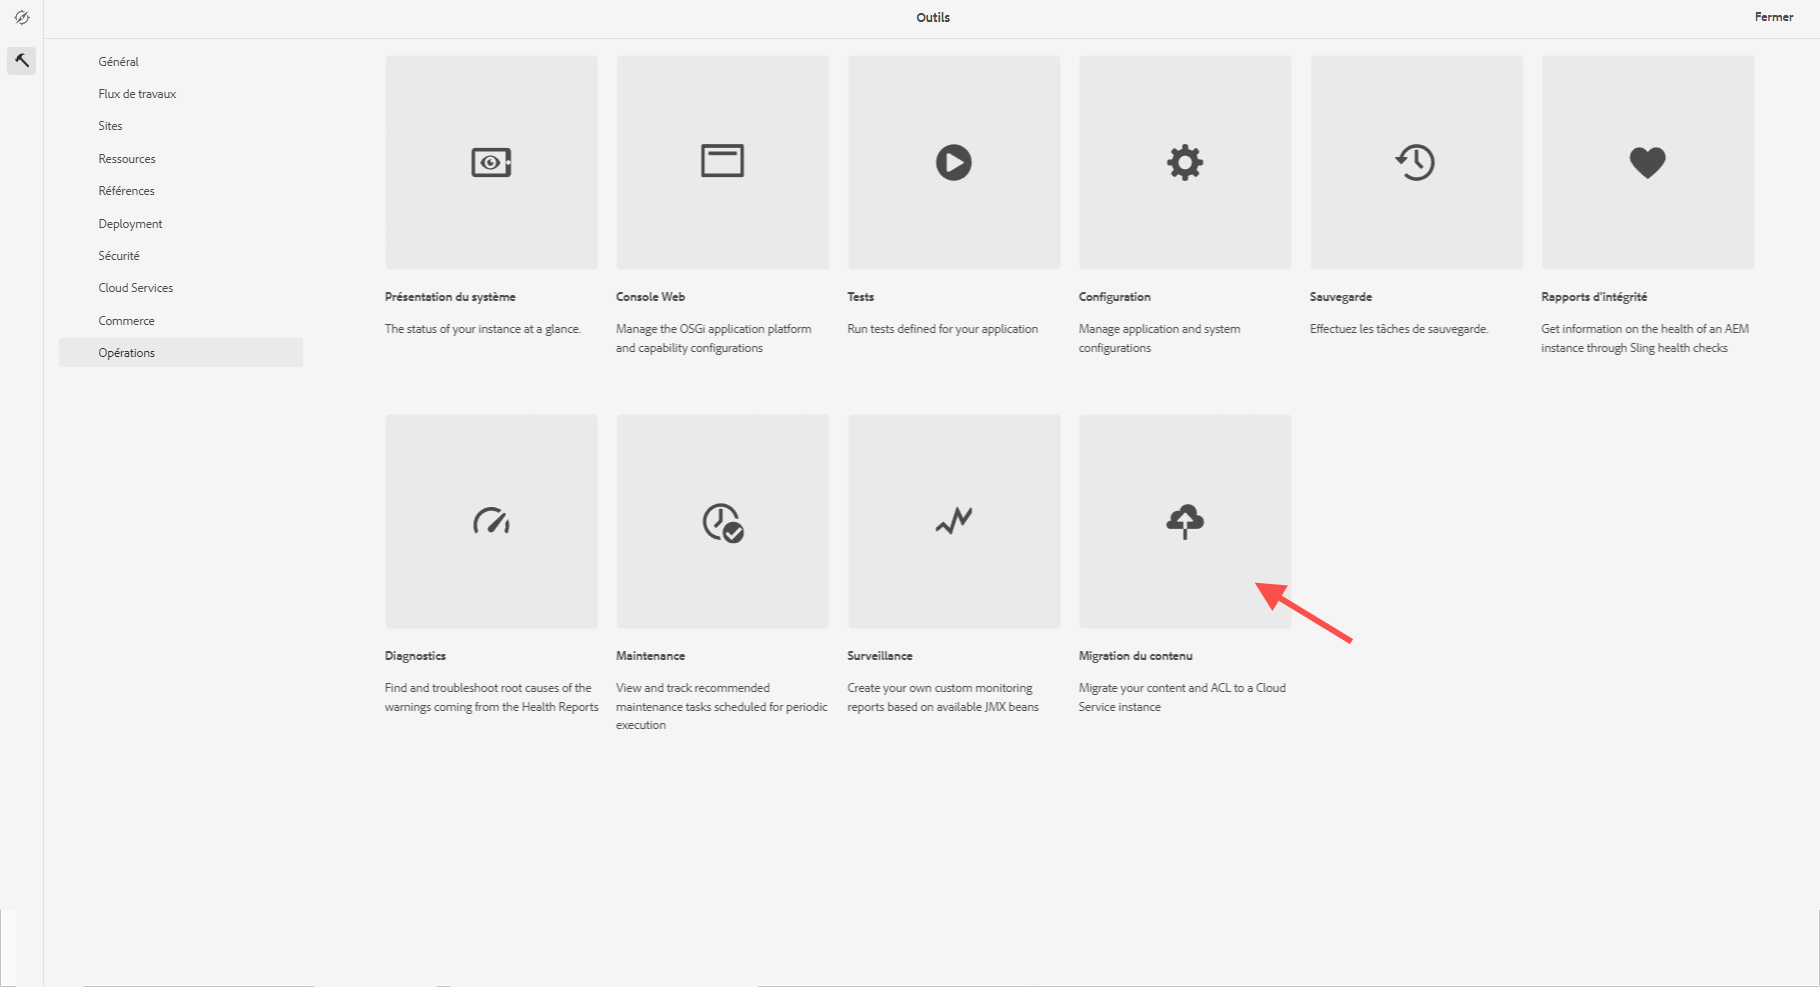 Outils
Fermer
Général
Flux de travaux
Sites
Ressources
Références
Deployment
Sécurité
Cloud Services
Commerce
Opérations
Présentation du système
The status of your instance at a glance.
Console Web
Manage the OSGi application platform
and capability configurations
Tests
Run tests defined for your application
Configuration
Manage application and system
configurations
Sauvegarde
Effectuez les tâches de sauvegarde.
Rapports d'intégrité
Get information on the health of an AEM
instance through Sling health checks
Diagnostics
Find and troubleshoot root causes of the
warnings coming from the Health Reports
Maintenance
View and track recommended
maintenance tasks scheduled for periodic
execution
Surveillance
Create your own custom monitoring
reports based on available JMX beans
Migration du contenu
Migrate your content and ACL to a Cloud
Service instance